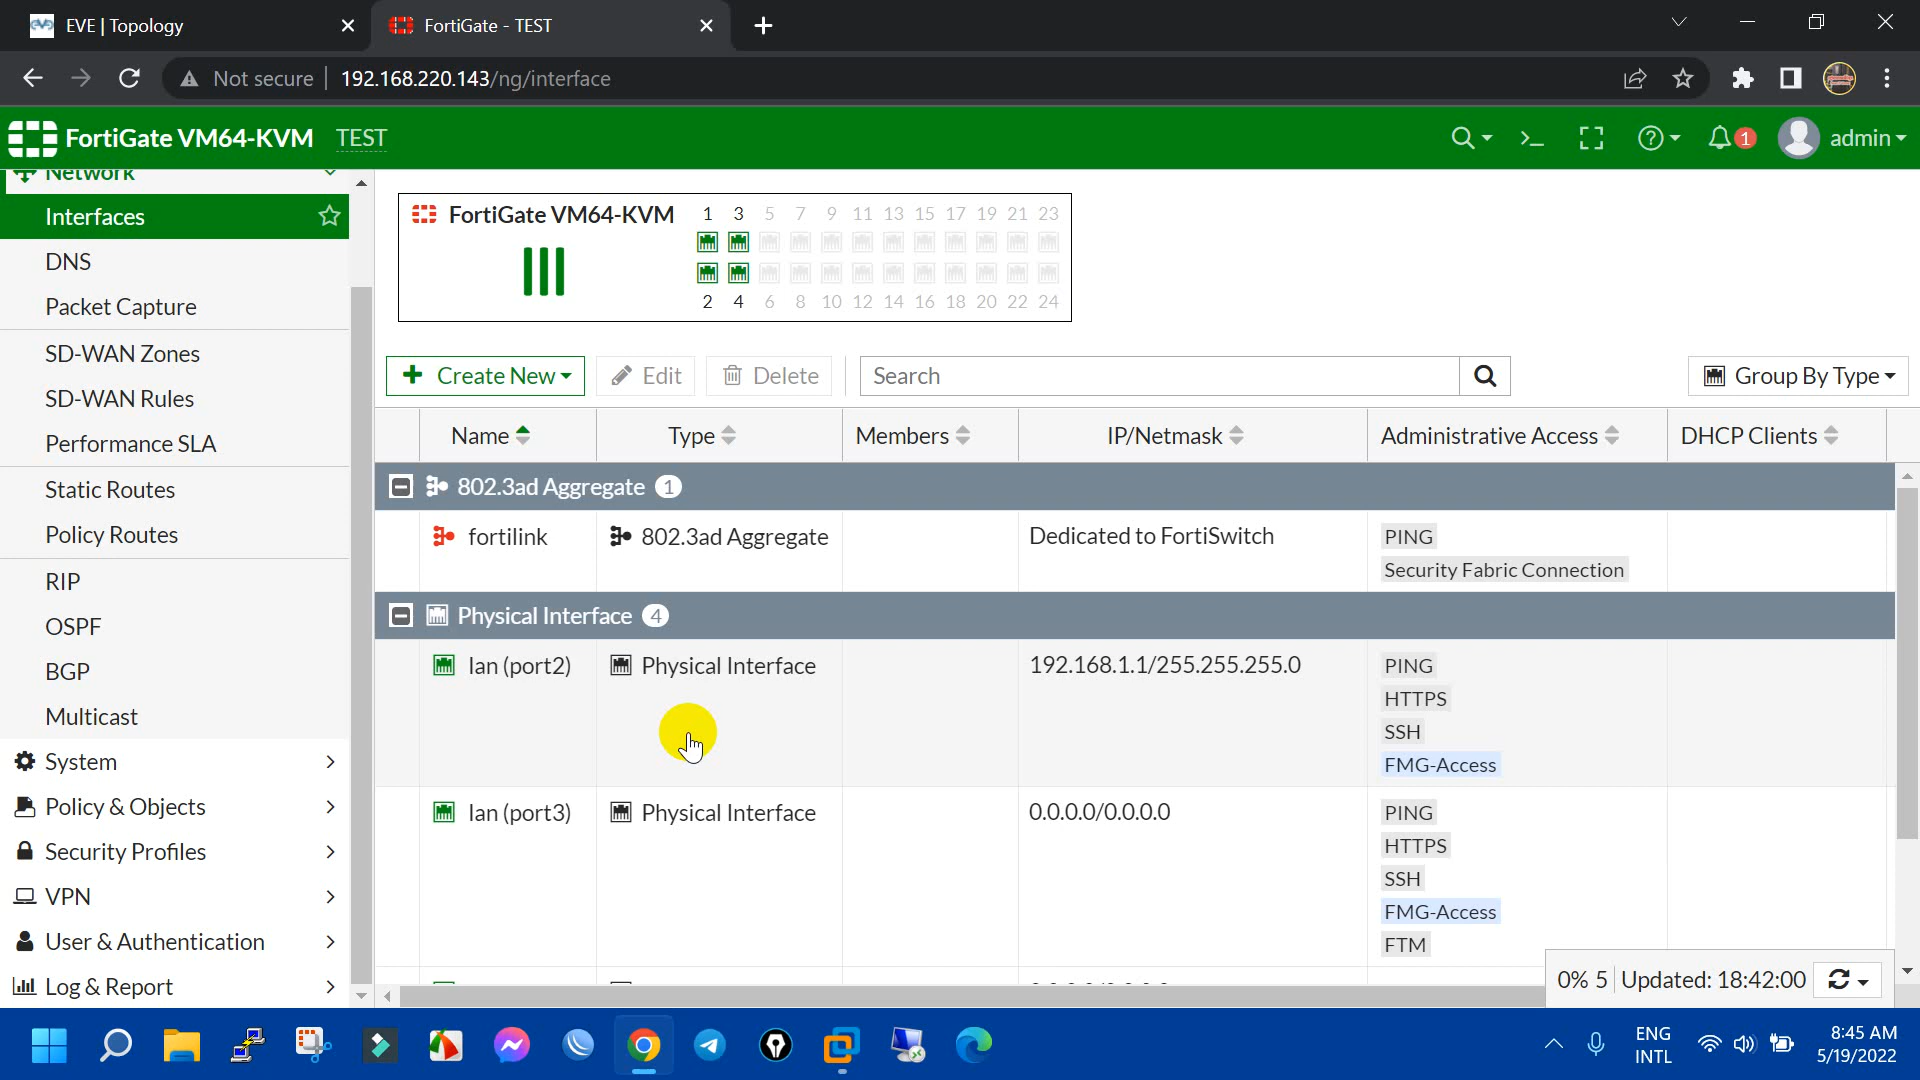 EVE | Topology
FortiGate - TEST
Not secure
192.168.220.143/ng/interface
FortiGate VM64-KVM TEST
1
admin
Network
Interfaces
DNS
Packet Capture
SD-WAN Zones
SD-WAN Rules
Performance SLA
Static Routes
Policy Routes
RIP
OSPF
BGP
Multicast
System
Policy & Objects
Security Profiles
VPN
User & Authentication
Log & Report
FortiGate VM64-KVM
1 3 5 7 9 11 13 15 17 19 21 23
2 4 6 8 10 12 14 16 18 20 22 24
Create New
Edit
Delete
Search
Group By Type
Name Type Members IP/Netmask Administrative Access DHCP Clients
802.3ad Aggregate 1
fortilink 802.3ad Aggregate Dedicated to FortiSwitch PING
Security Fabric Connection
Physical Interface 4
lan (port2) Physical Interface 192.168.1.1/255.255.255.0 PING
HTTPS
SSH
FMG-Access
lan (port3) Physical Interface 0.0.0.0/0.0.0.0 PING
HTTPS
SSH
FMG-Access
FTM
0% 5 Updated: 18:42:00
ENG
INTL
8:45 AM
5/19/2022